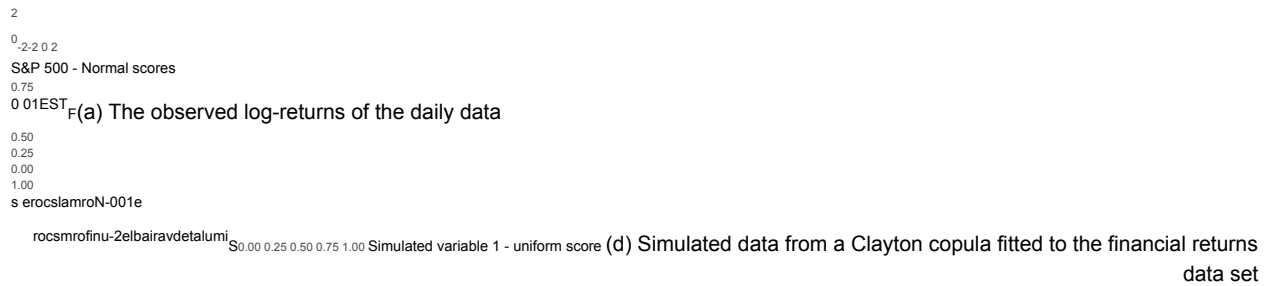 2
0 -2-2 0 2
S&P 500 - Normal scores
0.75
0 01EST F(a) The observed log-returns of the daily data
0.50
0.25
0.00
1.00
s erocslamroN-001e
rocsmrofinu-2elbairavdetalumi S0.00 0.25 0.50 0.75 1.00 Simulated variable 1 - uniform score (d) Simulated data from a Clayton copula fitted to the financial returns
data set